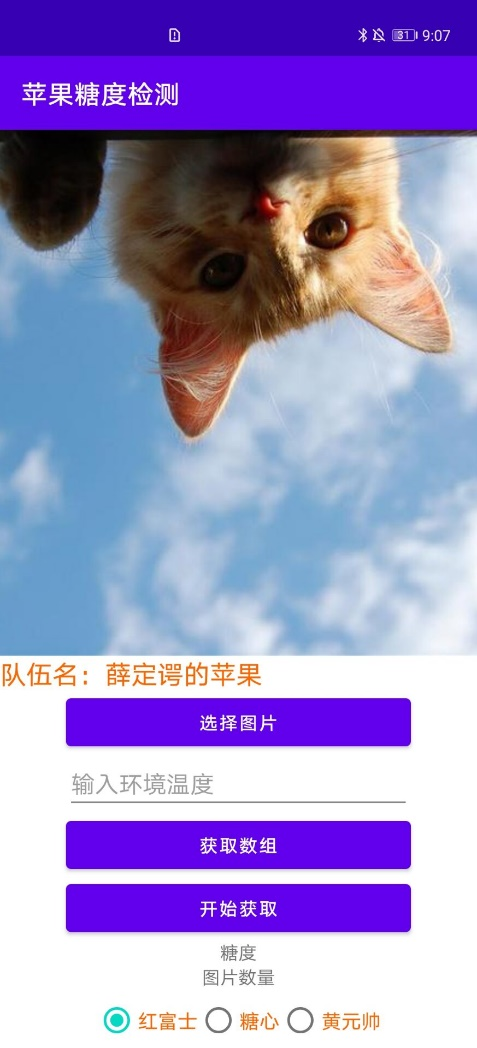 31 9:07
苹果糖度检测
队伍名：薛定谔的苹果
选择图片
输入环境温度
获取数组
开始获取
糖度
图片数量
红富士 糖心 黄元帅